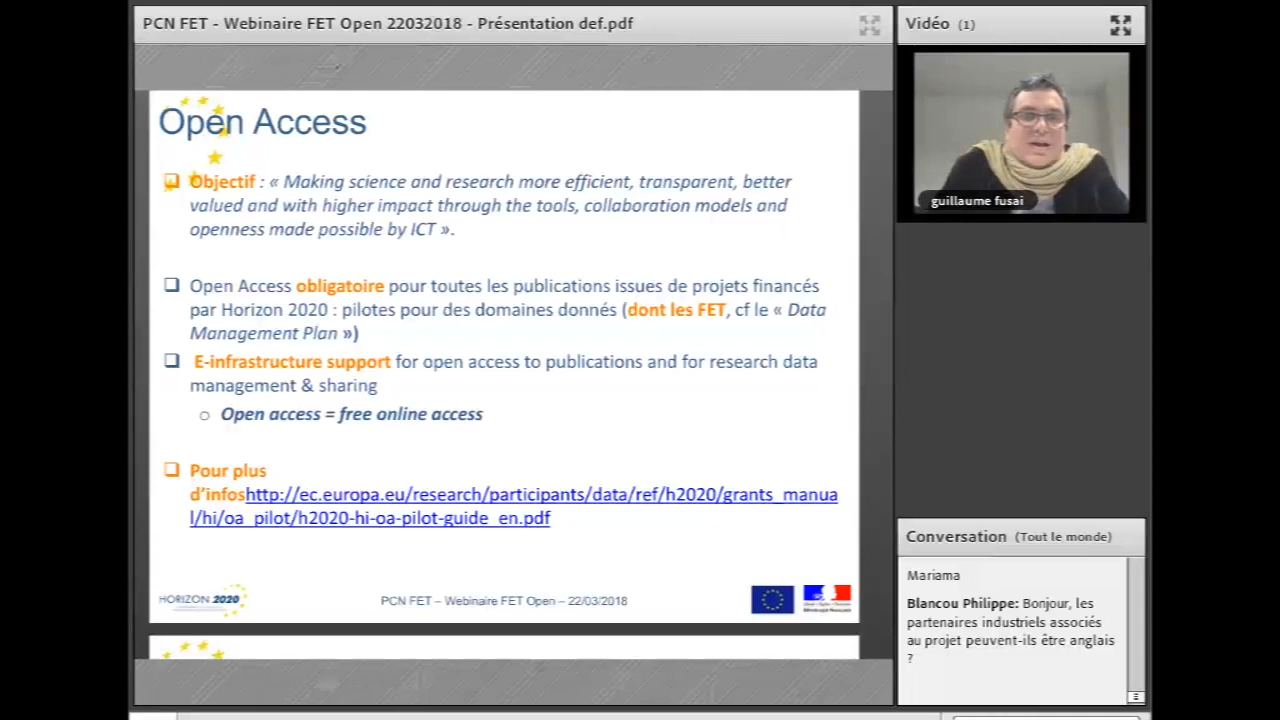 PCN FET - Webinaire FET Open 22032018 - Présentation def.pdf
Open Access
Objectif : « Making science and research more efficient, transparent, better
valued and with higher impact through the tools, collaboration models and
openness made possible by ICT ».
Open Access obligatoire pour toutes les publications issues de projets financés
par Horizon 2020 : pilotes pour des domaines donnés (dont les FET, cf le « Data
Management Plan »)
E-infrastructure support for open access to publications and for research data
management & sharing
Open access = free online access
Pour plus
d'infoshttp://ec.europa.eu/research/participants/data/ref/h2020/grants_manua
l/hi/oa_pilot/h2020-hi-oa-pilot-guide_en.pdf
HORIZON 2020
PCN FET – Webinaire FET Open – 22/03/2018
Vidéo (1)
guillaume fusai
Conversation (Tout le monde)
Mariama
Blancou Philippe: Bonjour, les
partenaires industriels associés
au projet peuvent-ils être anglais
?